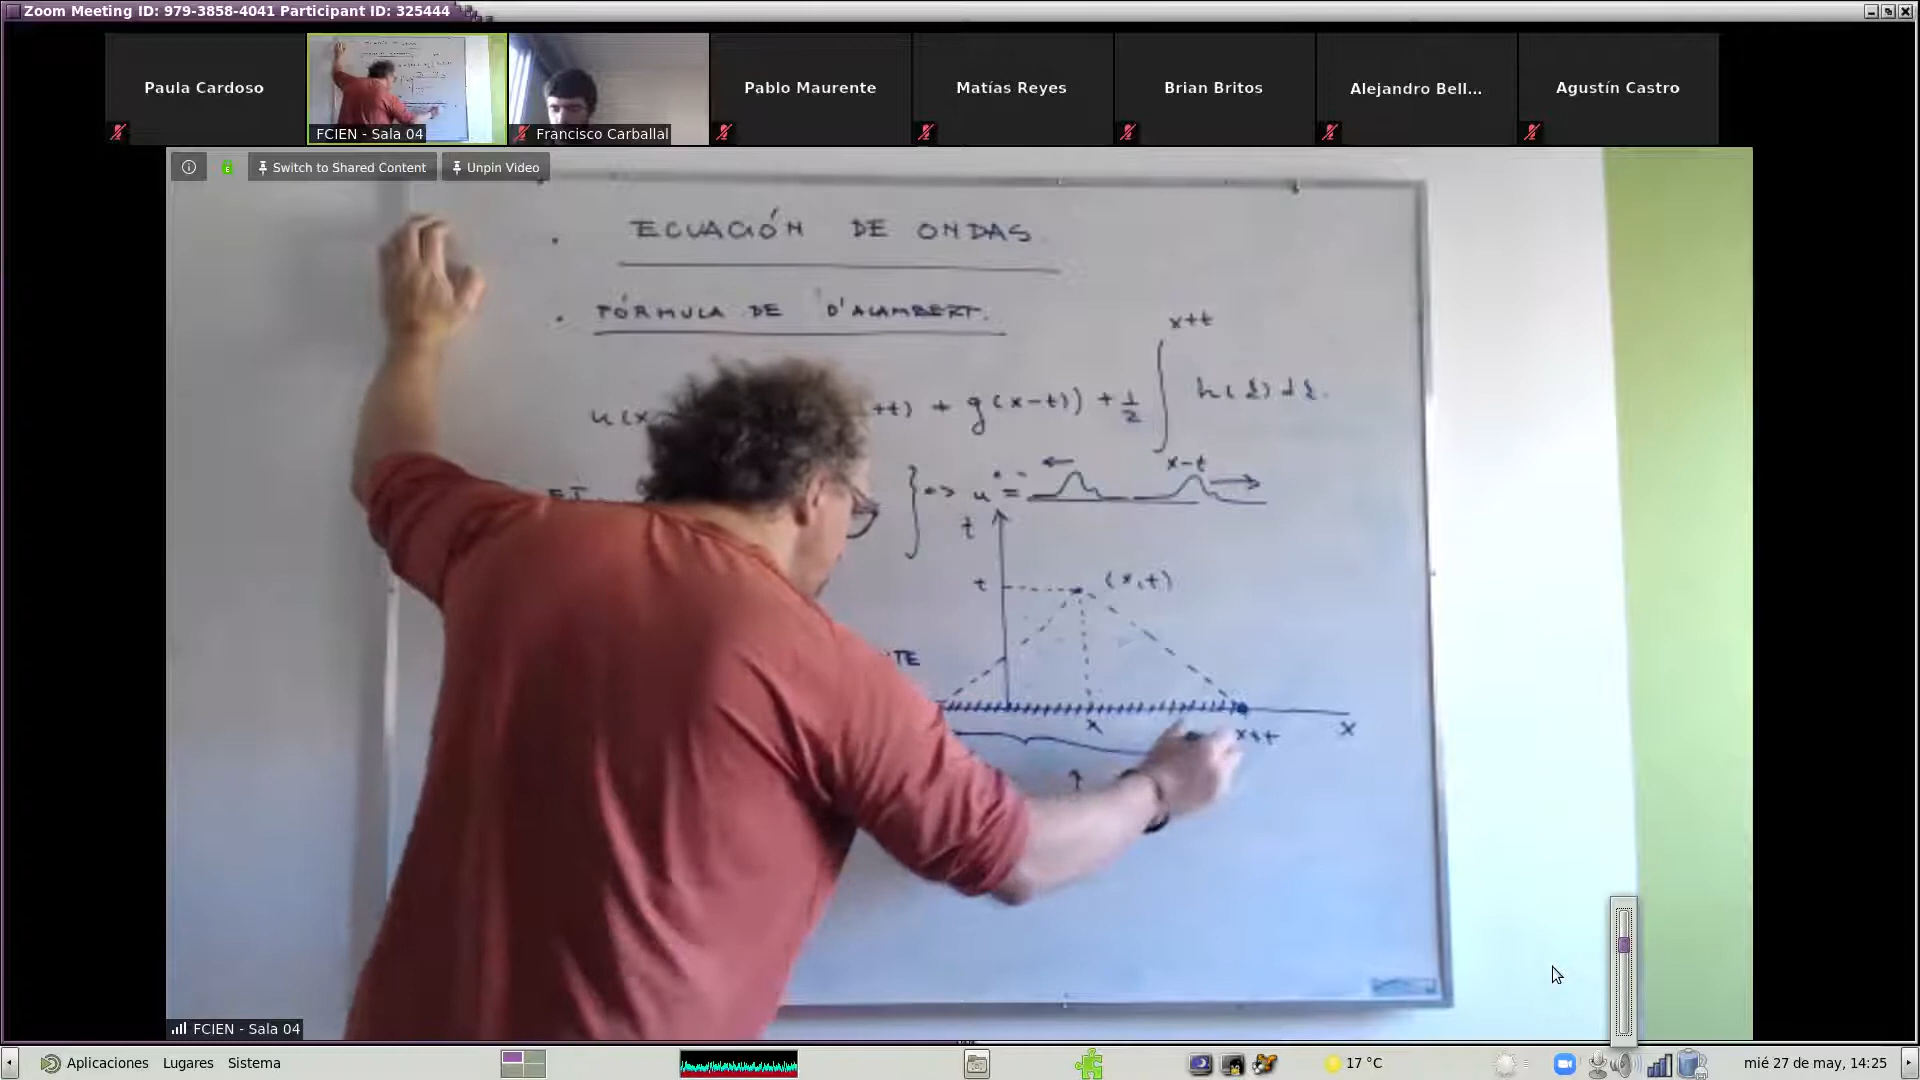 Zoom Meeting ID: 979-3858-4041 Participant ID: 325444
Paula Cardoso
FCIEN - Sala 04
Francisco Carballal
Pablo Maurente
Matías Reyes
Brian Britos
Alejandro Bell...
Agustín Castro
Switch to Shared Content
Unpin Video
ECUACIÓN DE ONDAS
FÓRMULA DE D'ALAMBERT.
x+t
u(x +t) + g(x-t)) + 1/2 ∫ h(ξ)dξ.
x-t
} => u =
t
t (x,t)
x x+t x
FCIEN - Sala 04
Aplicaciones Lugares Sistema
17 °C
mié 27 de may, 14:25